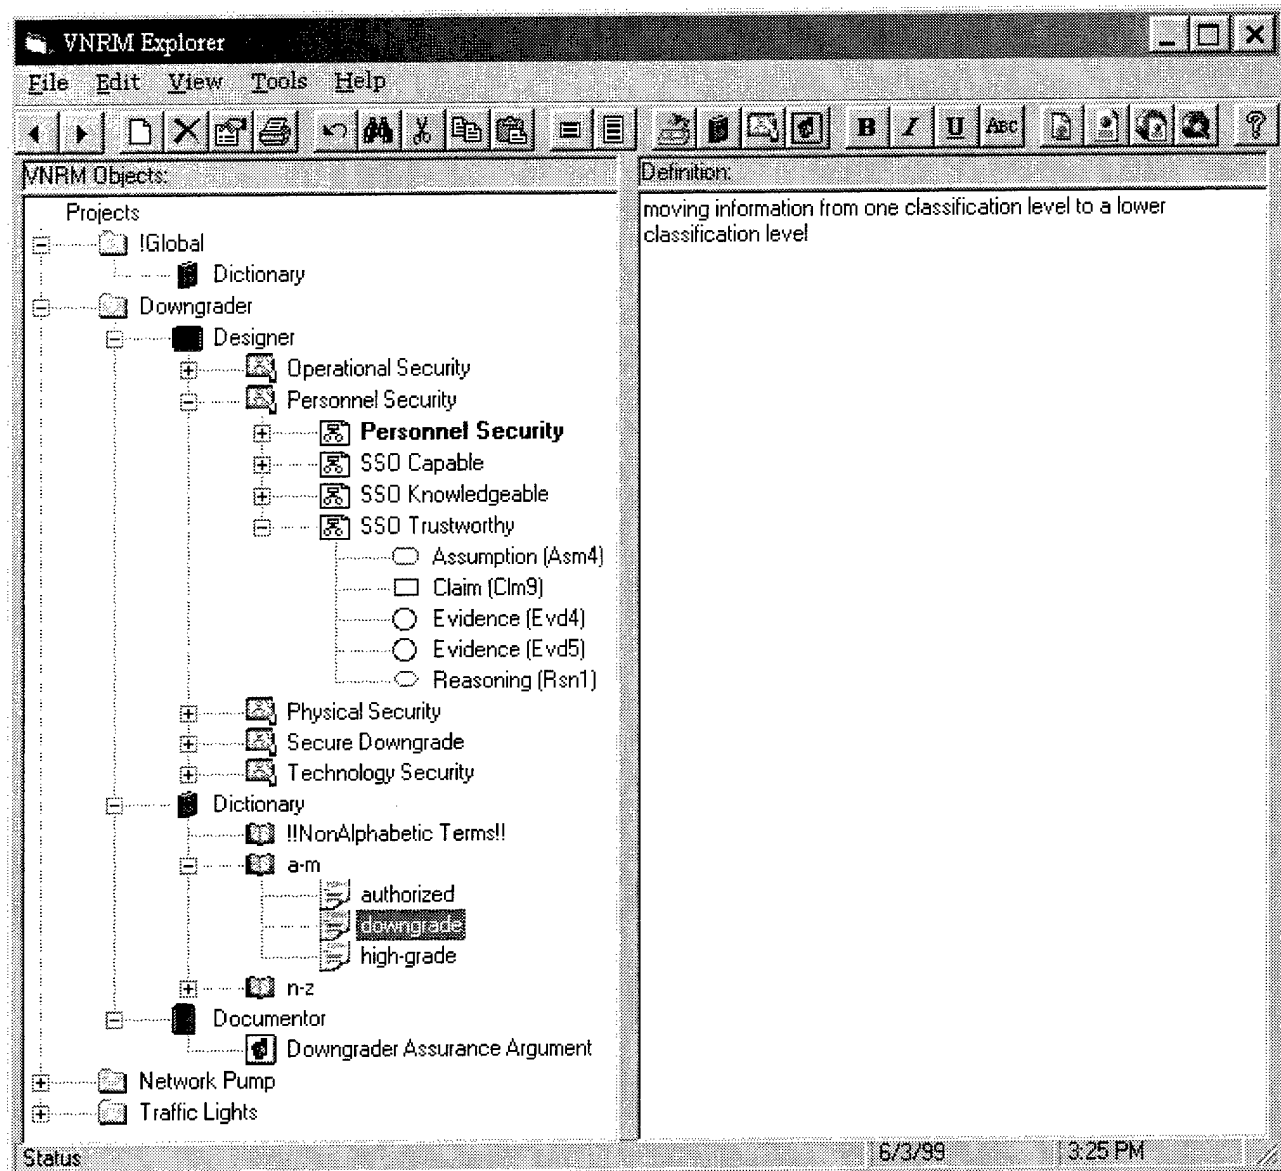 VNRM Explorer
File Edit View Tools Help
B I U ABC ?
VNRM Objects:
Projects
!Global
Dictionary
Downgrader
Designer
Operational Security
Personnel Security
Personnel Security
SSO Capable
SSO Knowledgeable
SSO Trustworthy
Assumption (Asm4)
Claim (Clm9)
Evidence (Evd4)
Evidence (Evd5)
Reasoning (Rsn1)
Physical Security
Secure Downgrade
Technology Security
Dictionary
!!NonAlphabetic Terms!!
a-m
authorized
downgrade
high-grade
n-z
Documentor
Downgrader Assurance Argument
Network Pump
Traffic Lights
Definition:
moving information from one classification level to a lower
classification level
Status 6/3/99 3:25 PM